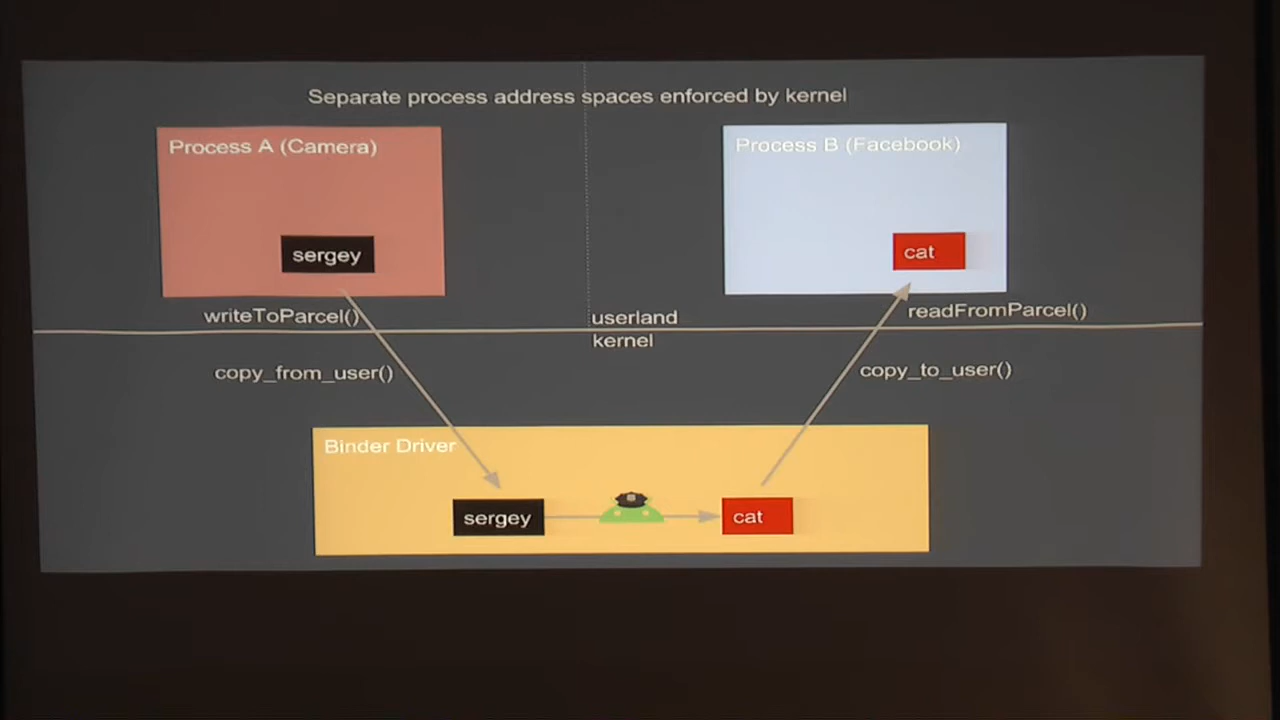 Separate process address spaces enforced by kernel
Process A (Camera)
Process B (Facebook)
sergey
cat
writeToParcel()
userland
readFromParcel()
kernel
copy_from_user()
copy_to_user()
Binder Driver
sergey
cat